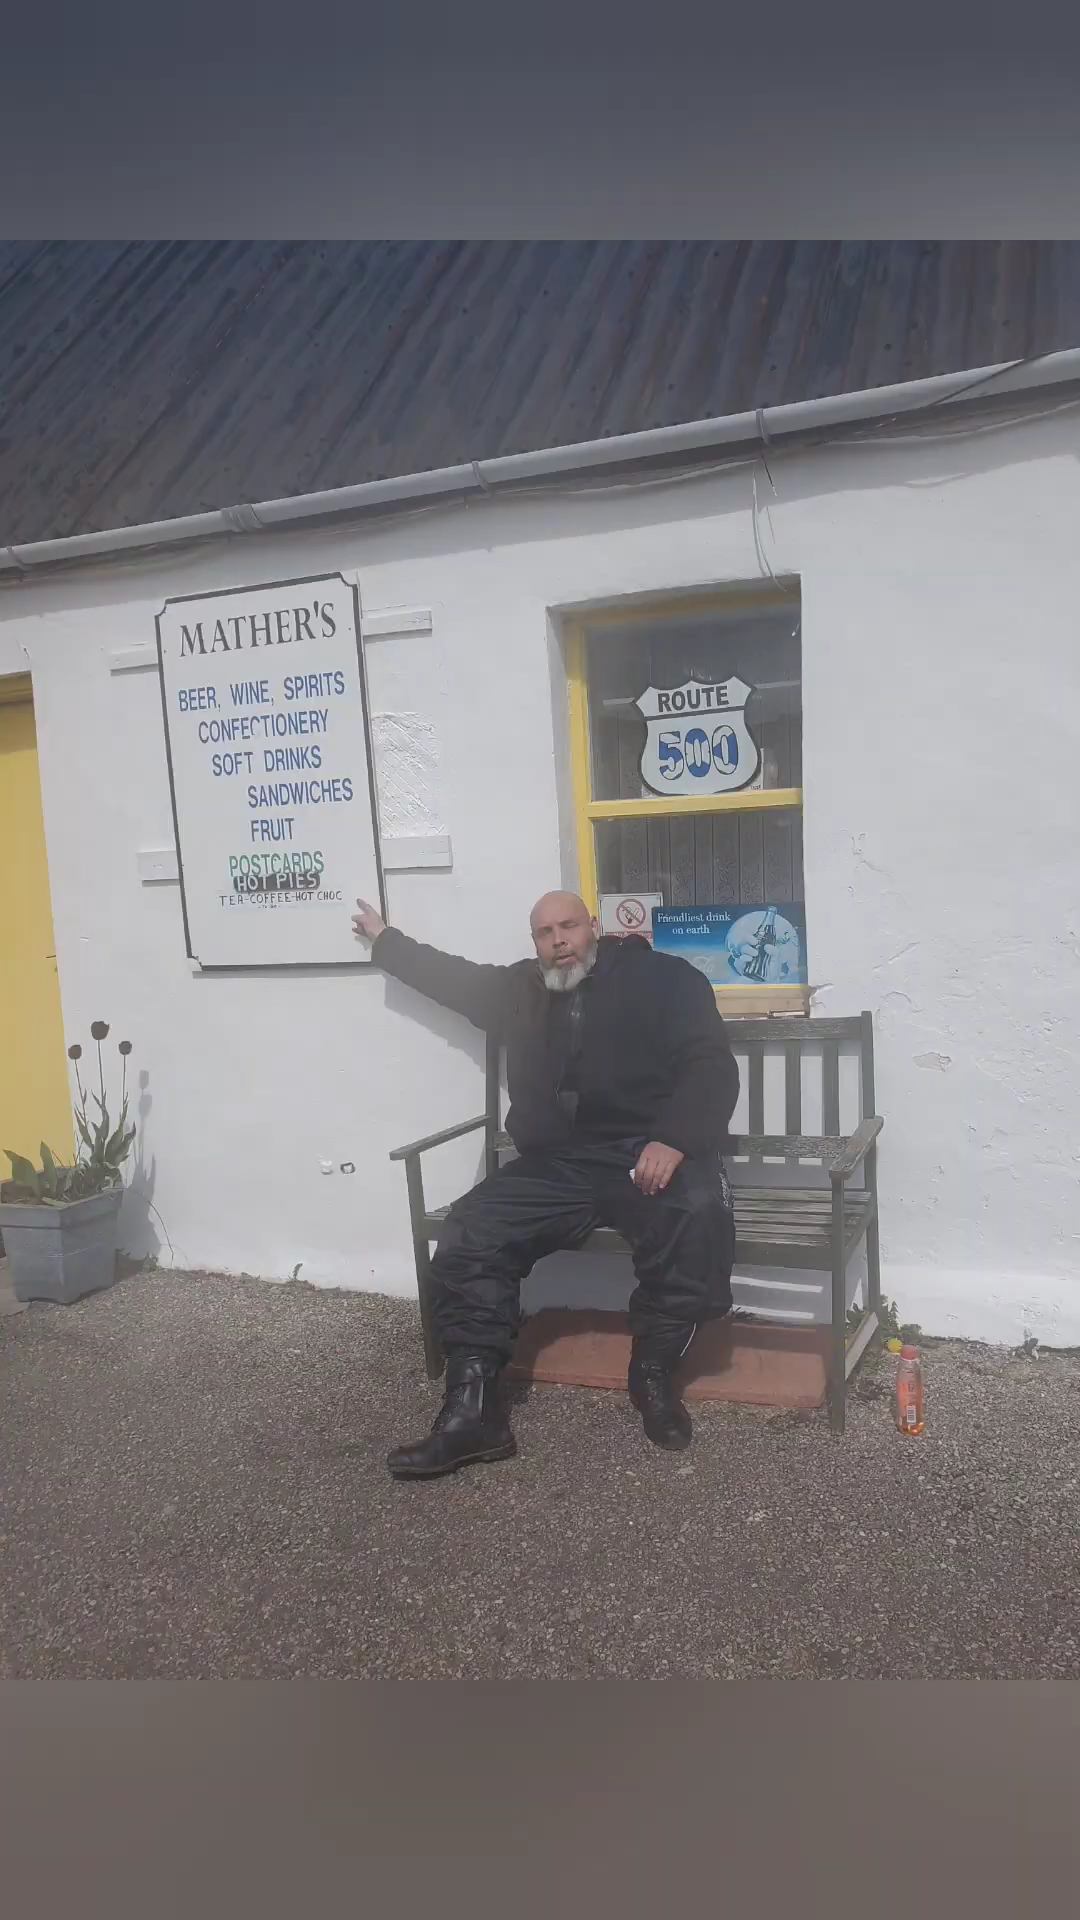 MATHER'S
BEER, WINE, SPIRITS
CONFECTIONERY
SOFT DRINKS
SANDWICHES
FRUIT
POSTCARDS
HOT PIES
TEA-COFFEE-HOT CHOC
ROUTE
500
Friendliest drink
on earth